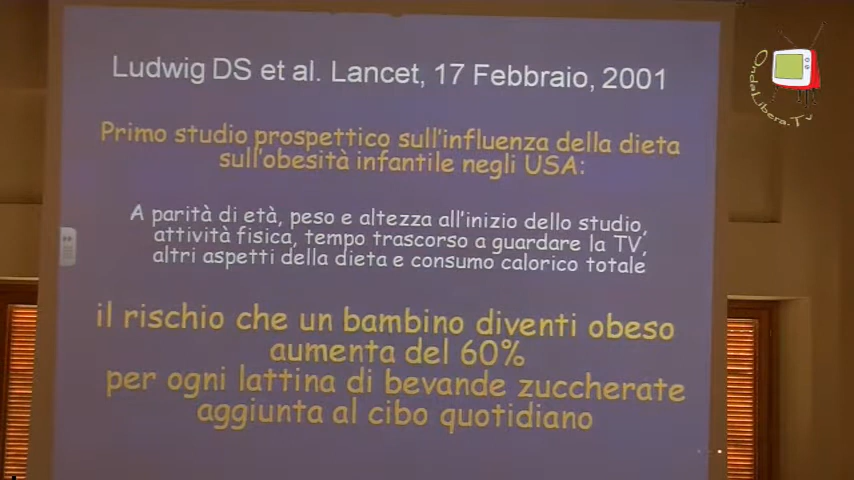 Ludwig DS et al. Lancet, 17 Febbraio, 2001
Primo studio prospettico sull'influenza della dieta
sull'obesità infantile negli USA:
A parità di età, peso e altezza all'inizio dello studio,
attività fisica, tempo trascorso a guardare la TV,
altri aspetti della dieta e consumo calorico totale
il rischio che un bambino diventi obeso
aumenta del 60%
per ogni lattina di bevande zuccherate
aggiunta al cibo quotidiano
OndaLibera-Tv